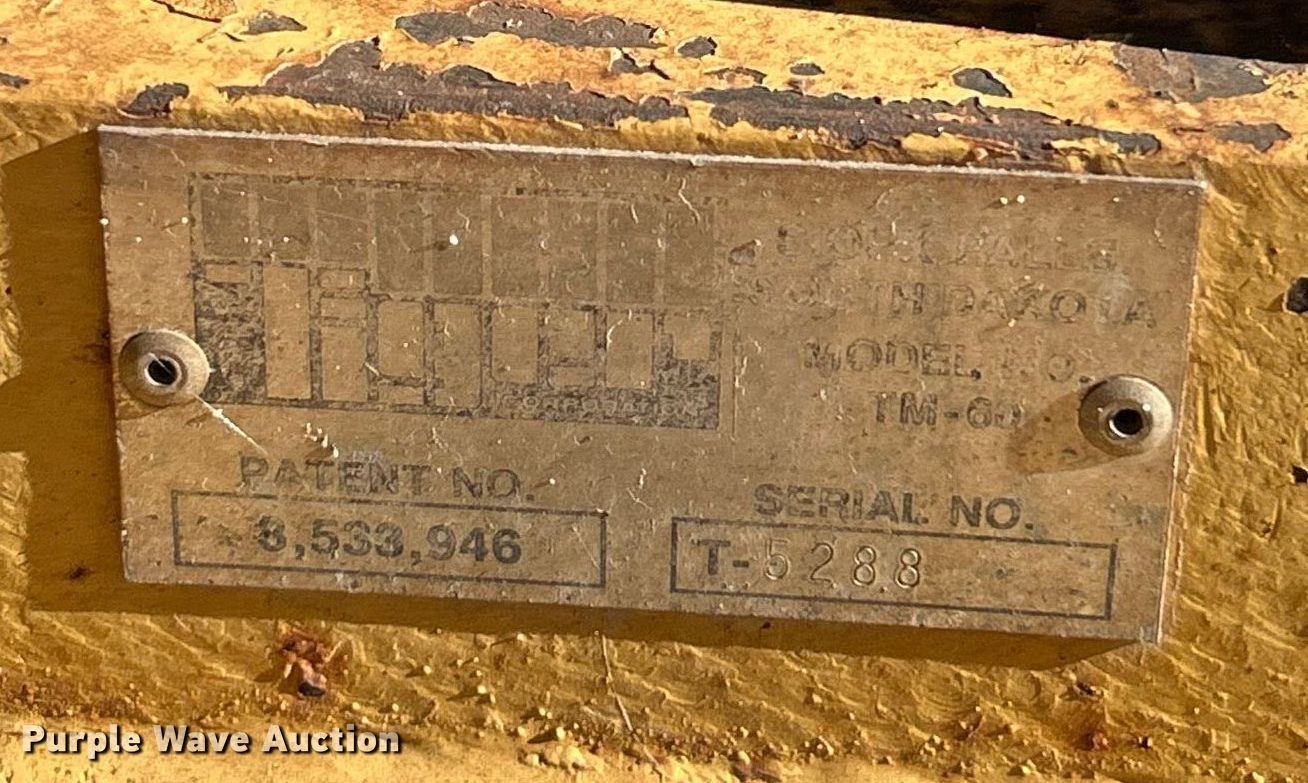 SIOUX FALLS
SOUTH DAKOTA
MODEL No.
TM-60
PATENT NO.
3,533,946
SERIAL NO.
T-5288
Purple Wave Auction